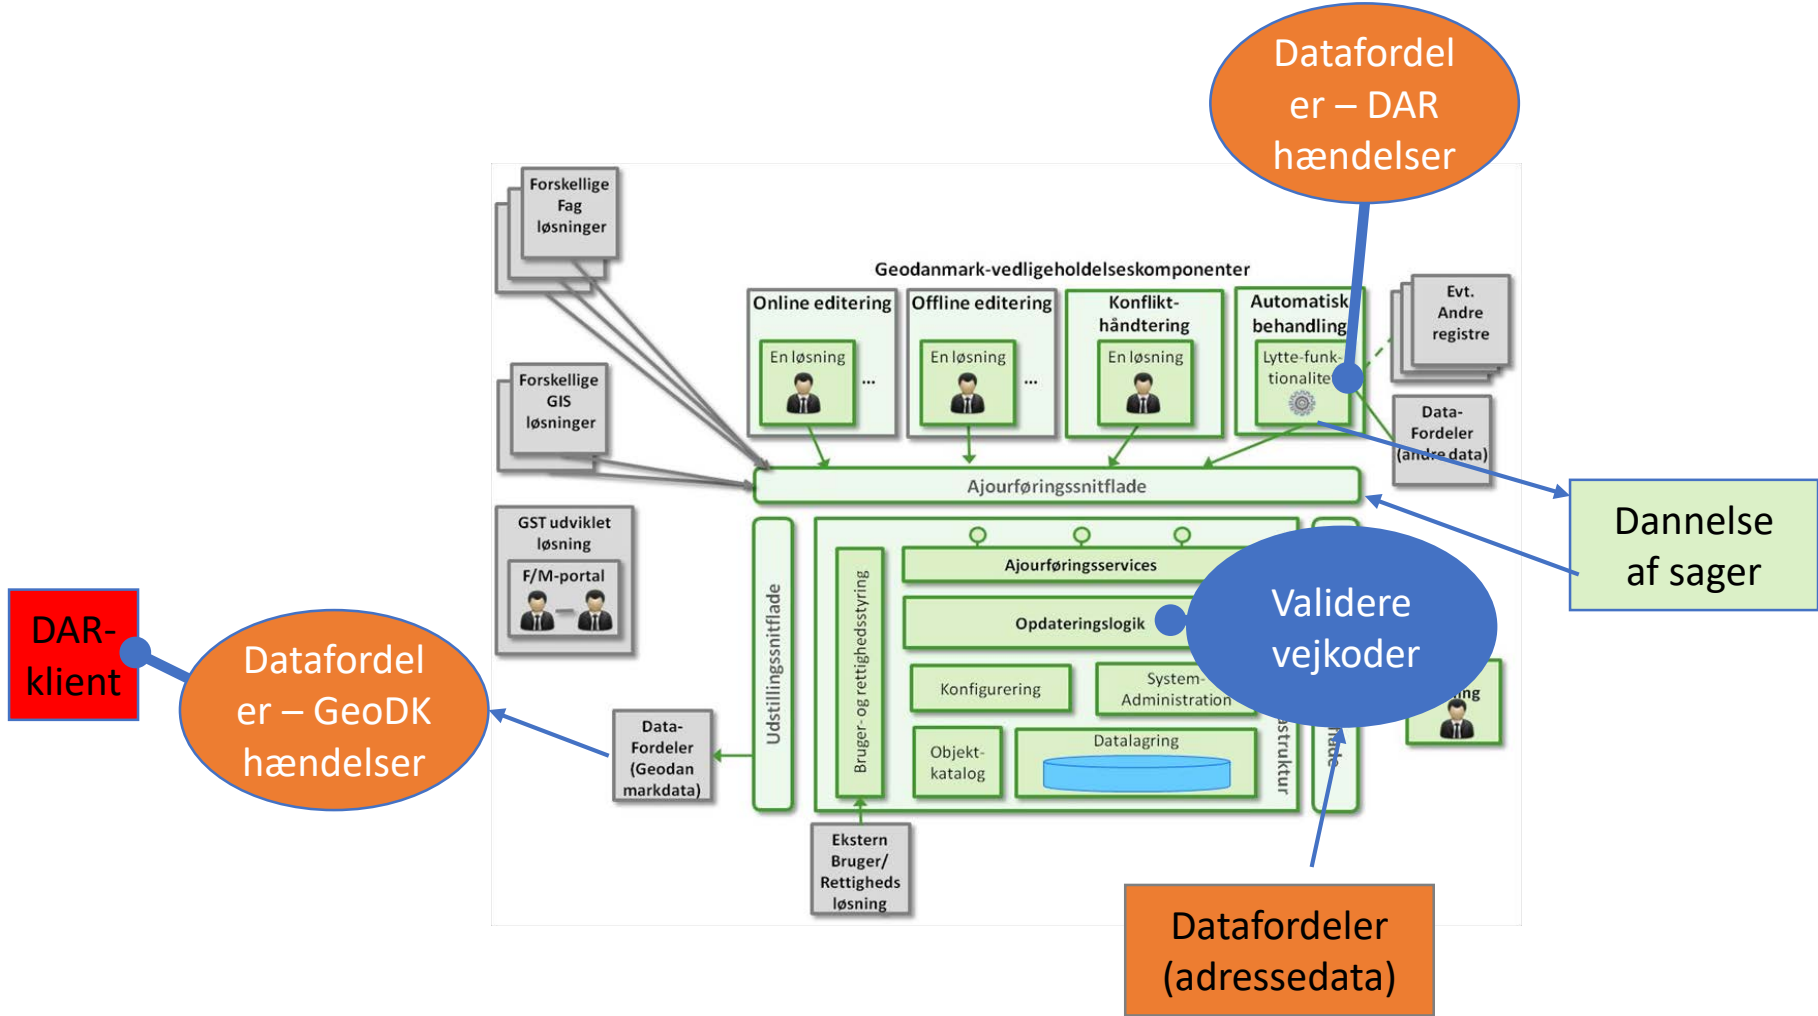 Datafordel
er – DAR
hændelser
Forskellige
Fag
løsninger
Geodanmark-vedligeholdelseskomponenter
Online editering
En løsning
...
Offline editering
En løsning
...
Konflikt-
håndtering
En løsning
Automatisk
behandling
Lytte-funk-
tionalite
Evt.
Andre
registre
Forskellige
GIS
løsninger
Data-
Fordeler
(andre data)
Ajourføringssnitflade
Dannelse
af sager
GST udviklet
løsning
F/M-portal
Udstillingssnitflade
Bruger- og rettighedsstyring
Ajourføringsservices
Opdateringslogik
Validere
vejkoder
Konfigurering
System-
Administration
Objekt-
katalog
Datalagring
astruktur
DAR-
klient
Datafordel
er – GeoDK
hændelser
Data-
Fordeler
(Geodan
markdata)
Ekstern
Bruger/
Rettigheds
løsning
Datafordeler
(adressedata)